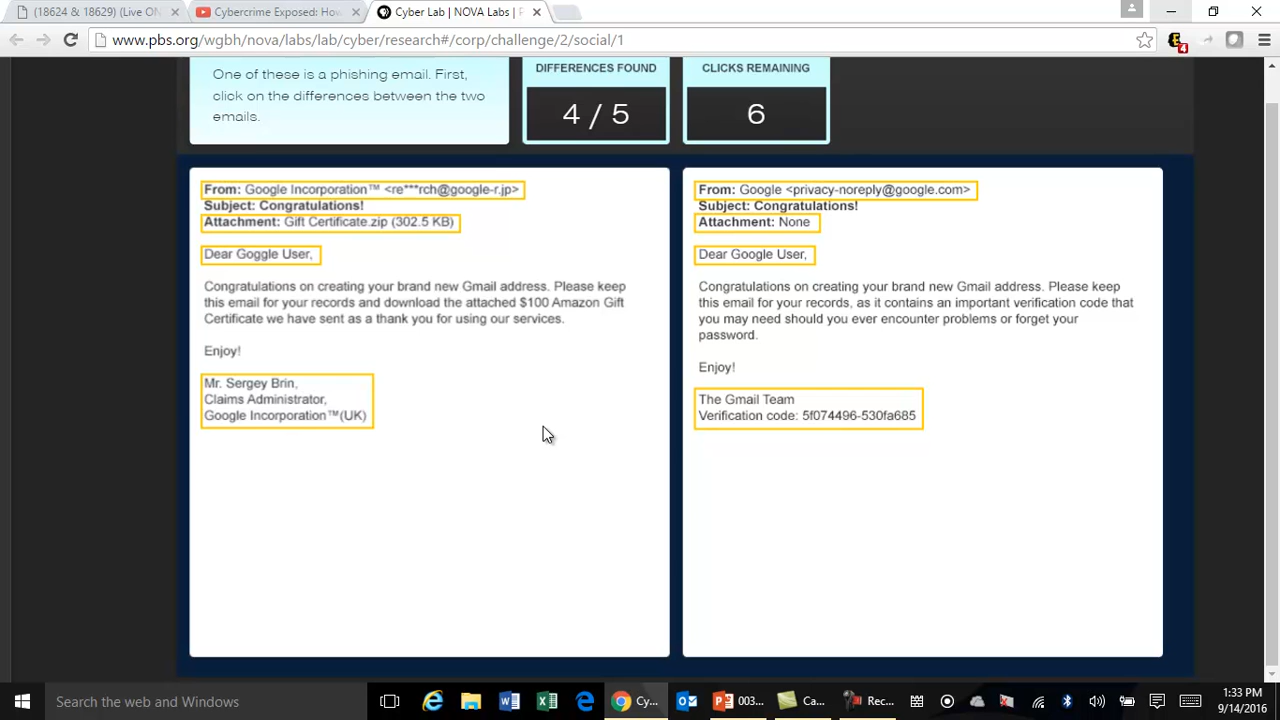 (18624 & 18629) (Live ON
Cybercrime Exposed: How
Cyber Lab | NOVA Labs | P
www.pbs.org/wgbh/nova/labs/lab/cyber/research#/corp/challenge/2/social/1
4
One of these is a phishing email. First,
click on the differences between the two
emails.
DIFFERENCES FOUND
4 / 5
CLICKS REMAINING
6
From: Google Incorporation™ <re***rch@google-r.jp>
Subject: Congratulations!
Attachment: Gift Certificate.zip (302.5 KB)
Dear Goggle User,
Congratulations on creating your brand new Gmail address. Please keep
this email for your records and download the attached $100 Amazon Gift
Certificate we have sent as a thank you for using our services.
Enjoy!
Mr. Sergey Brin,
Claims Administrator,
Google Incorporation™(UK)
From: Google <privacy-noreply@google.com>
Subject: Congratulations!
Attachment: None
Dear Google User,
Congratulations on creating your brand new Gmail address. Please keep
this email for your records, as it contains an important verification code that
you may need should you ever encounter problems or forget your
password.
Enjoy!
The Gmail Team
Verification code: 5f074496-530fa685
Search the web and Windows
Cy...
003...
Ca...
Rec...
1:33 PM
9/14/2016